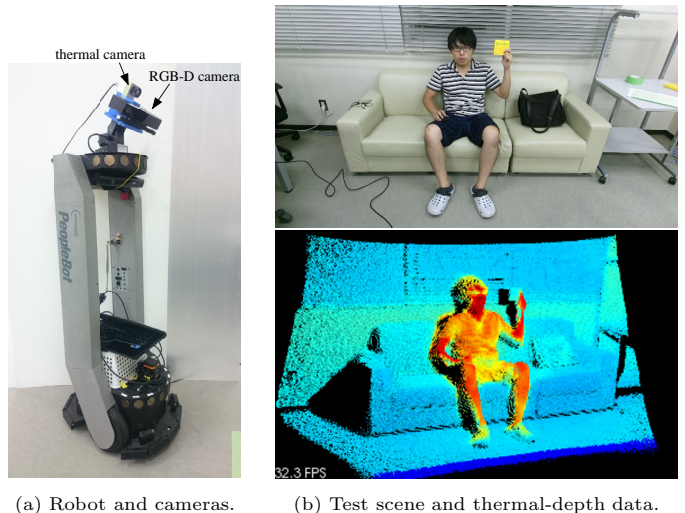 thermal camera
RGB-D camera
PeopleBot
32.3 FPS
(a) Robot and cameras.
(b) Test scene and thermal-depth data.